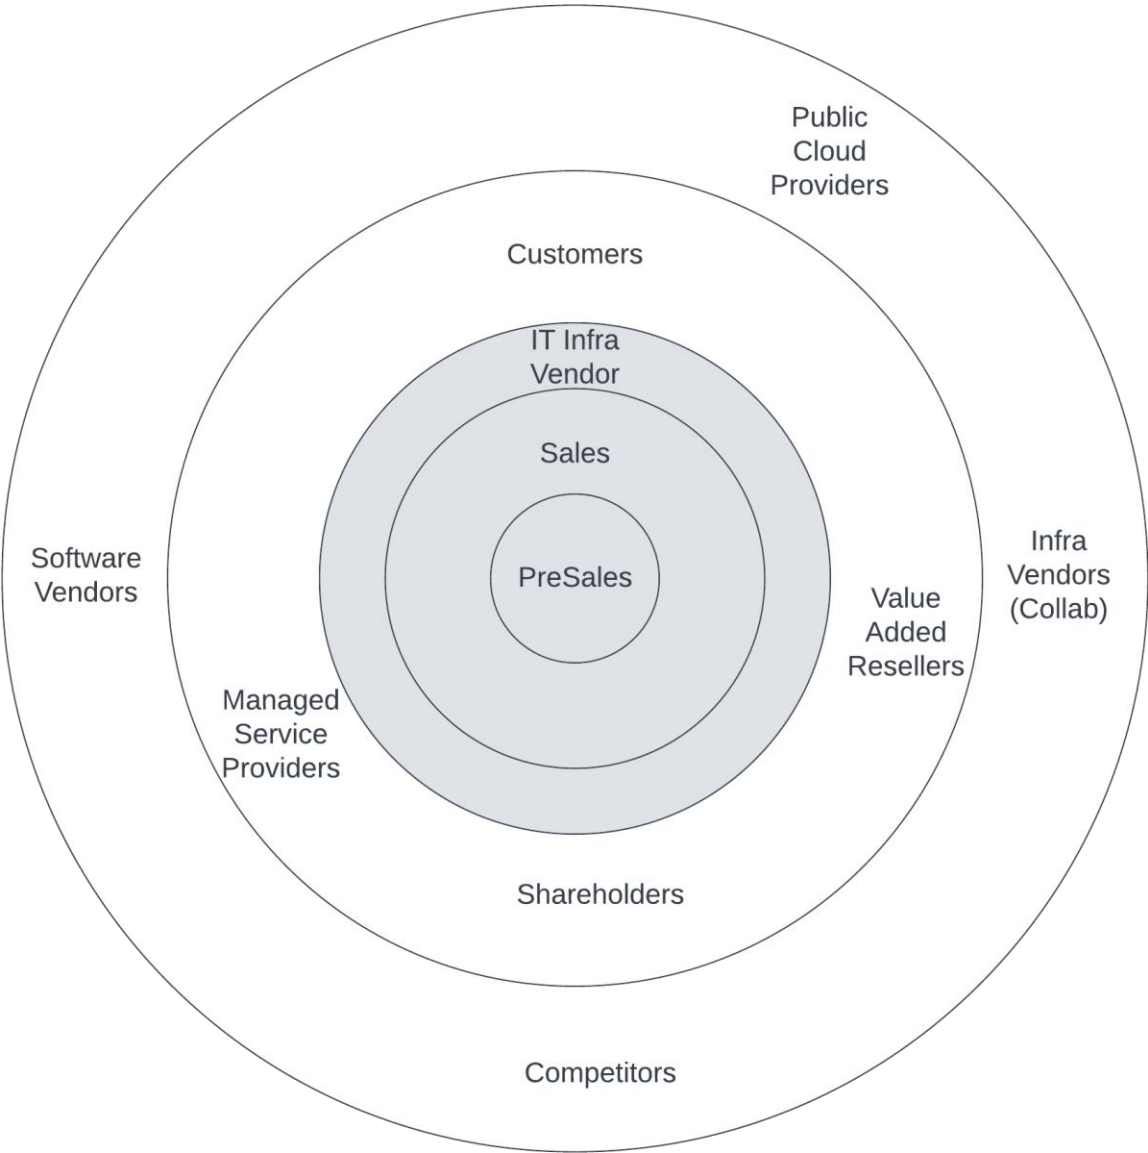 Public
Cloud
Providers
Customers
IT Infra
Vendor
Sales
PreSales
Software
Vendors
Infra
Vendors
(Collab)
Value
Added
Resellers
Managed
Service
Providers
Shareholders
Competitors